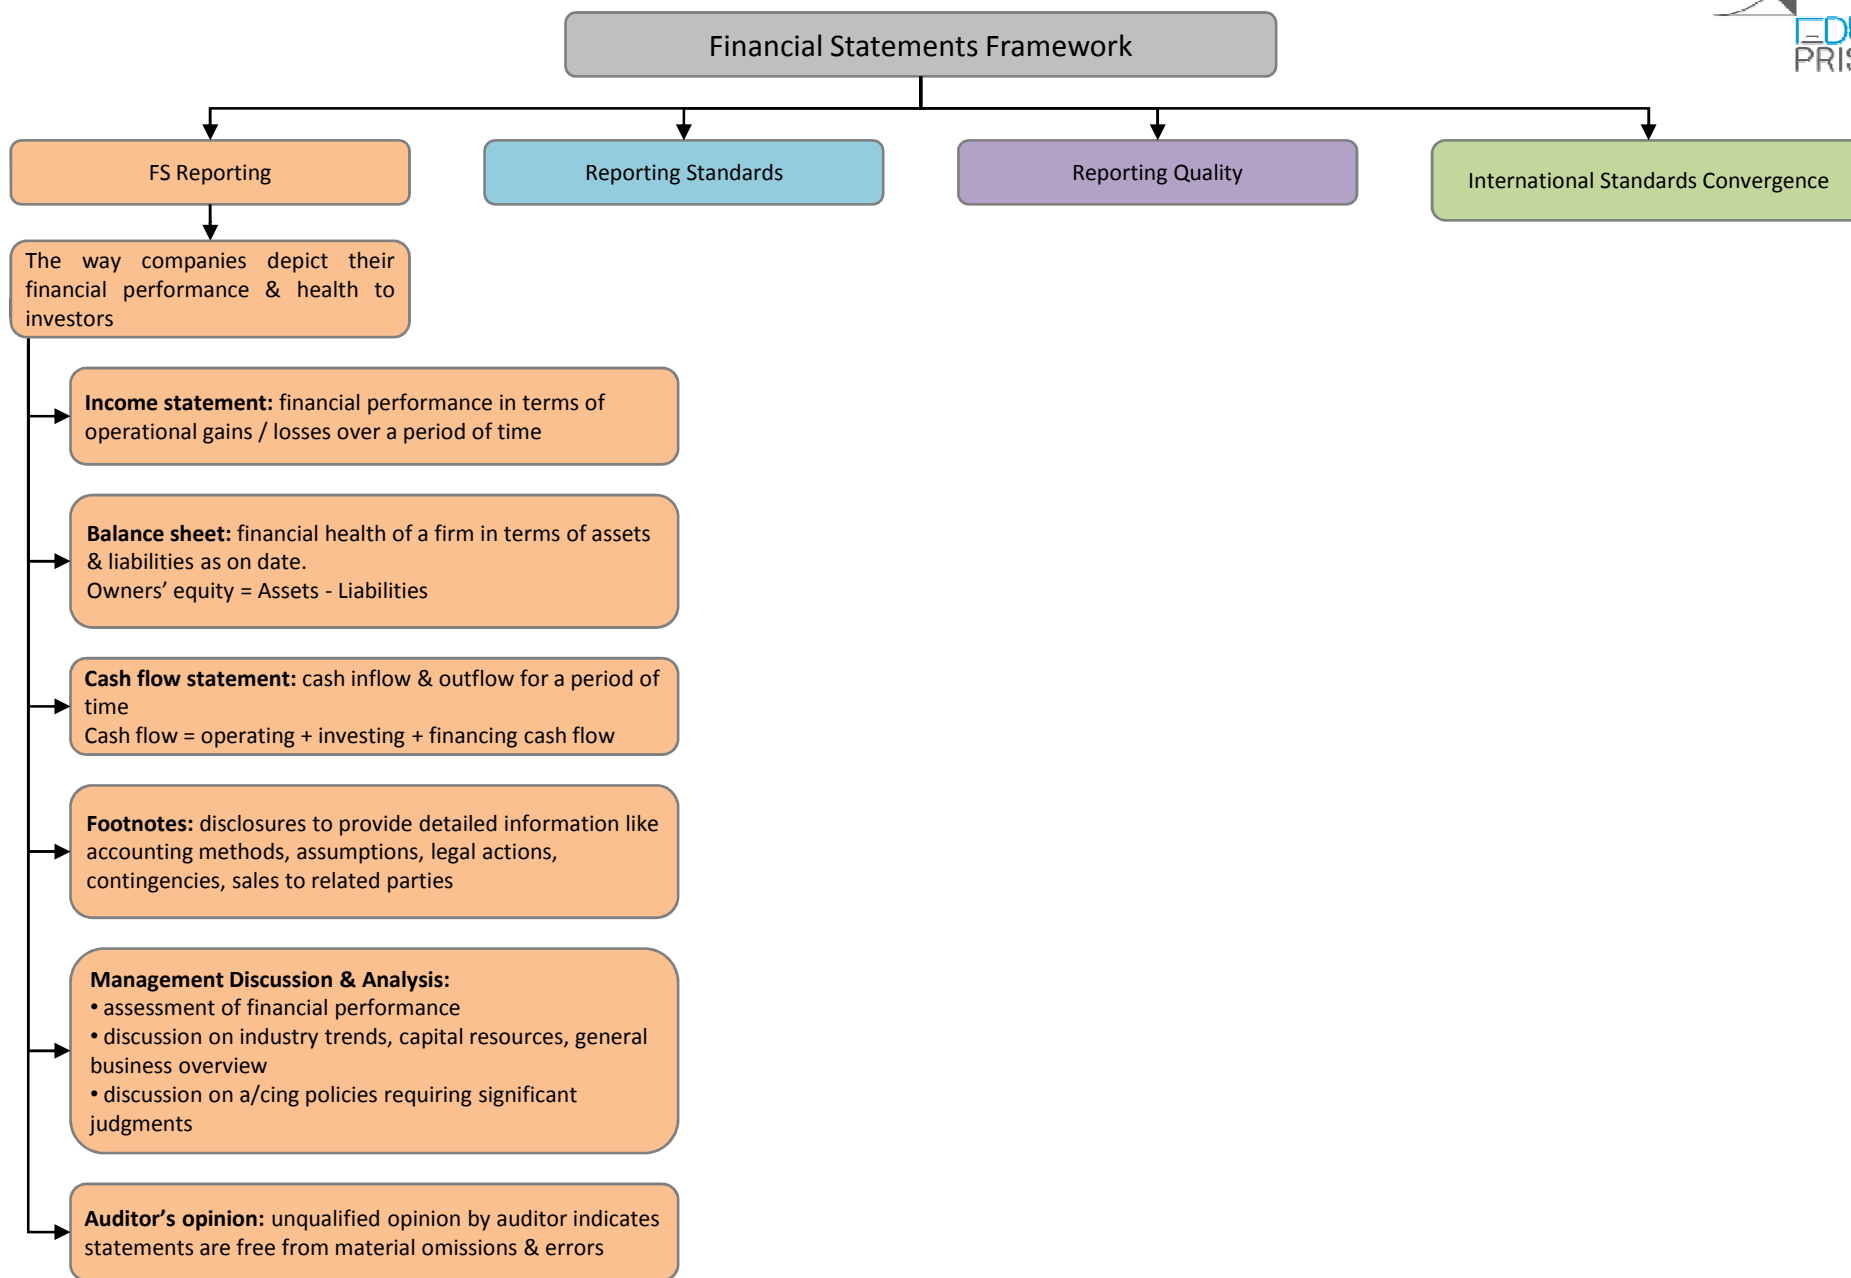 Financial Statements Framework
FS Reporting
Reporting Standards
Reporting Quality
International Standards Convergence
The way companies depict their
financial performance & health to
investors
Income statement: financial performance in terms of
operational gains / losses over a period of time
Balance sheet: financial health of a firm in terms of assets
& liabilities as on date.
Owners’ equity = Assets - Liabilities
Cash flow statement: cash inflow & outflow for a period of
time
Cash flow = operating + investing + financing cash flow
Footnotes: disclosures to provide detailed information like
accounting methods, assumptions, legal actions,
contingencies, sales to related parties
Management Discussion & Analysis:
• assessment of financial performance
• discussion on industry trends, capital resources, general
business overview
• discussion on a/cing policies requiring significant
judgments
Auditor’s opinion: unqualified opinion by auditor indicates
statements are free from material omissions & errors